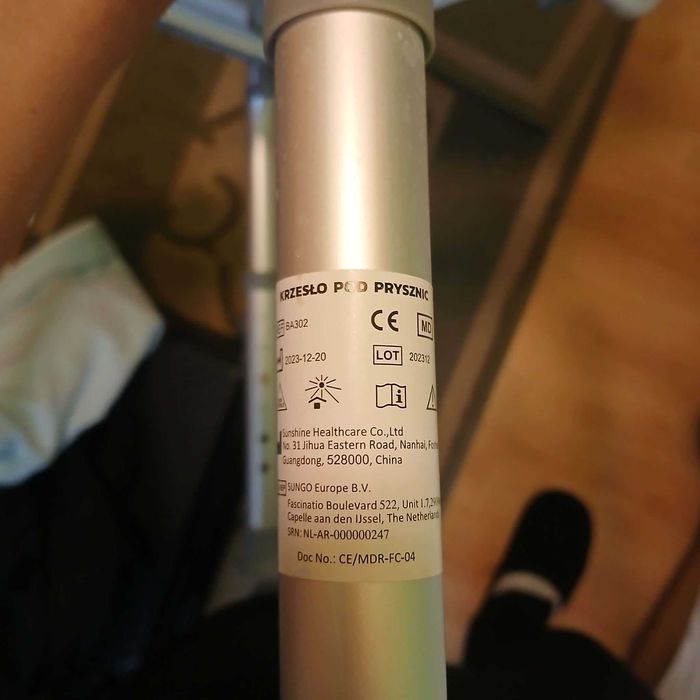 KRZESŁO POD PRYSZNIC
BA302
CE MD
2023-12-20
LOT 202312
Sunshine Healthcare Co.,Ltd
No. 31 Jihua Eastern Road, Nanhai,
Guangdong, 528000, China
SUNGO Europe B.V.
Fascinatio Boulevard 522, Unit
Capelle aan den IJssel, The
SRN: NL-AR-000000247
Doc No.: CE/MDR-FC-04